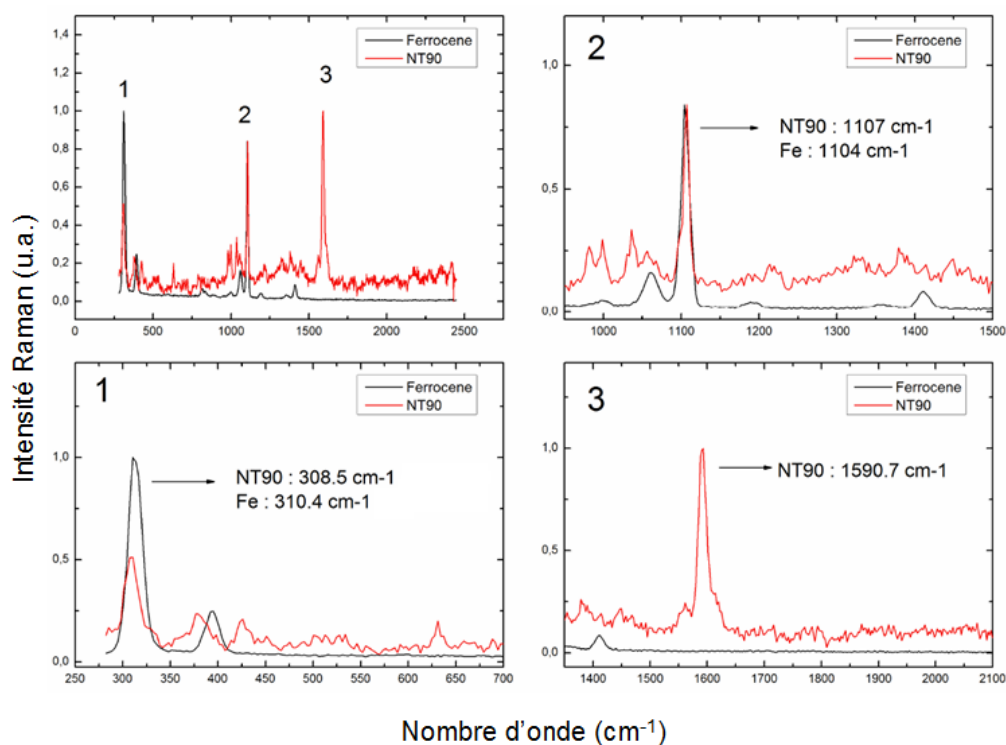 Intensité Raman (u.a.)
1,4
1,2
1,0
0,8
0,6
0,4
0,2
0,0
0 500 1000 1500 2000 2500
Ferrocene
NT90
1
2
3
2
1,0
0,5
0,0
1000 1100 1200 1300 1400 1500
Ferrocene
NT90
NT90 : 1107 cm-1
Fe : 1104 cm-1
1
1,0
0,5
0,0
250 300 350 400 450 500 550 600 650 700
Ferrocene
NT90
NT90 : 308.5 cm-1
Fe : 310.4 cm-1
3
1,0
0,5
0,0
1400 1500 1600 1700 1800 1900 2000 2100
Ferrocene
NT90
NT90 : 1590.7 cm-1
Nombre d'onde (cm⁻¹)